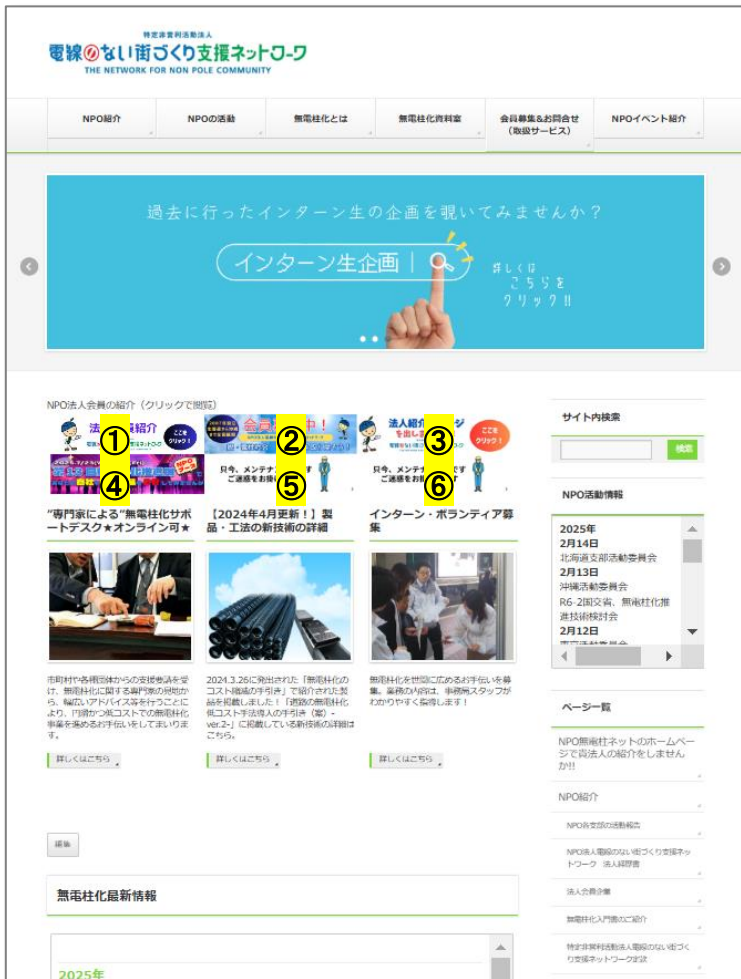 特定非営利活動法人
電線のない街づくり支援ネットワーク
THE NETWORK FOR NON POLE COMMUNITY
NPO紹介
NPOの活動
無電柱化とは
無電柱化資料室
会員募集&お問合せ
(取扱サービス)
NPOイベント紹介
過去に行ったインターン生の企画を覗いてみませんか?
インターン生企画
詳しくは
こちらを
クリック!!
NPO法人会員の紹介(クリックで閲覧)
① ② ③
ここを
クリック!
ここを
クリック!
④ ⑤ ⑥
NPO
ブース
"専門家による"無電柱化サポ
ートデスク★オンライン可★
【2024年4月更新!】製
品・工法の新技術の詳細
インターン・ボランティア募
集
市町村や各種団体からの支援要請を受
け、無電柱化に関する専門家の見地か
ら、幅広いアドバイス等を行うことに
より、円滑かつ低コストでの無電柱化
事業を進めるお手伝いをしてまいりま
す。
2024.3.26に発出された「無電柱化の
コスト縮減の手引き」で紹介された製
品を掲載しました!「道路の無電柱化
低コスト手法導入の手引き(案)-
ver.2-」に掲載している新技術の詳細は
こちら。
無電柱化を世間に広めるお手伝いを募
集。業務の内容は、事務局スタッフが
わかりやすく指導します!
詳しくはこちら
詳しくはこちら
詳しくはこちら
編集
無電柱化最新情報
2025年
サイト内検索
検索
NPO活動情報
2025年
2月14日
北海道支部活動委員会
2月13日
沖縄活動委員会
R6-2国交省、無電柱化推
進技術検討会
2月12日
ページ一覧
NPO無電柱ネットのホームペー
ジで貴法人の紹介をしません
か!!
NPO紹介
NPO各支部の活動報告
NPO法人電線のない街づくり支援ネッ
トワーク 法人経歴書
法人会員企業
無電柱化入門書のご紹介
特定非営利活動法人電線のない街づく
り支援ネットワーク定款